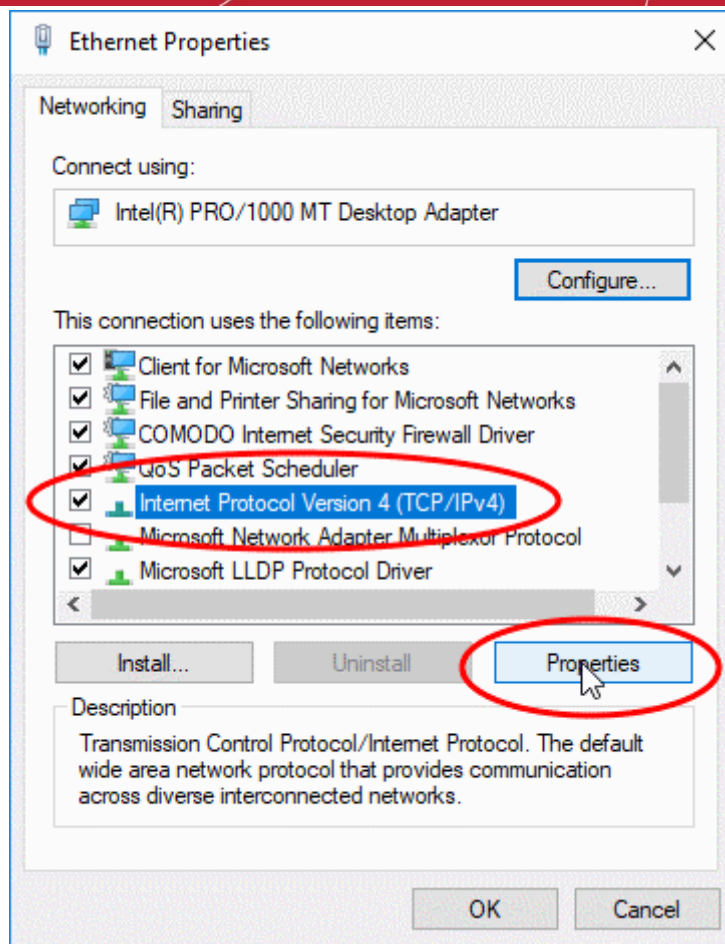 Ethernet Properties
Networking
Sharing
Connect using:
Intel(R) PRO/1000 MT Desktop Adapter
Configure...
This connection uses the following items:
Client for Microsoft Networks
File and Printer Sharing for Microsoft Networks
COMODO Internet Security Firewall Driver
QoS Packet Scheduler
Internet Protocol Version 4 (TCP/IPv4)
Microsoft Network Adapter Multiplexor Protocol
Microsoft LLDP Protocol Driver
Install...
Uninstall
Properties
Description
Transmission Control Protocol/Internet Protocol. The default
wide area network protocol that provides communication
across diverse interconnected networks.
OK
Cancel